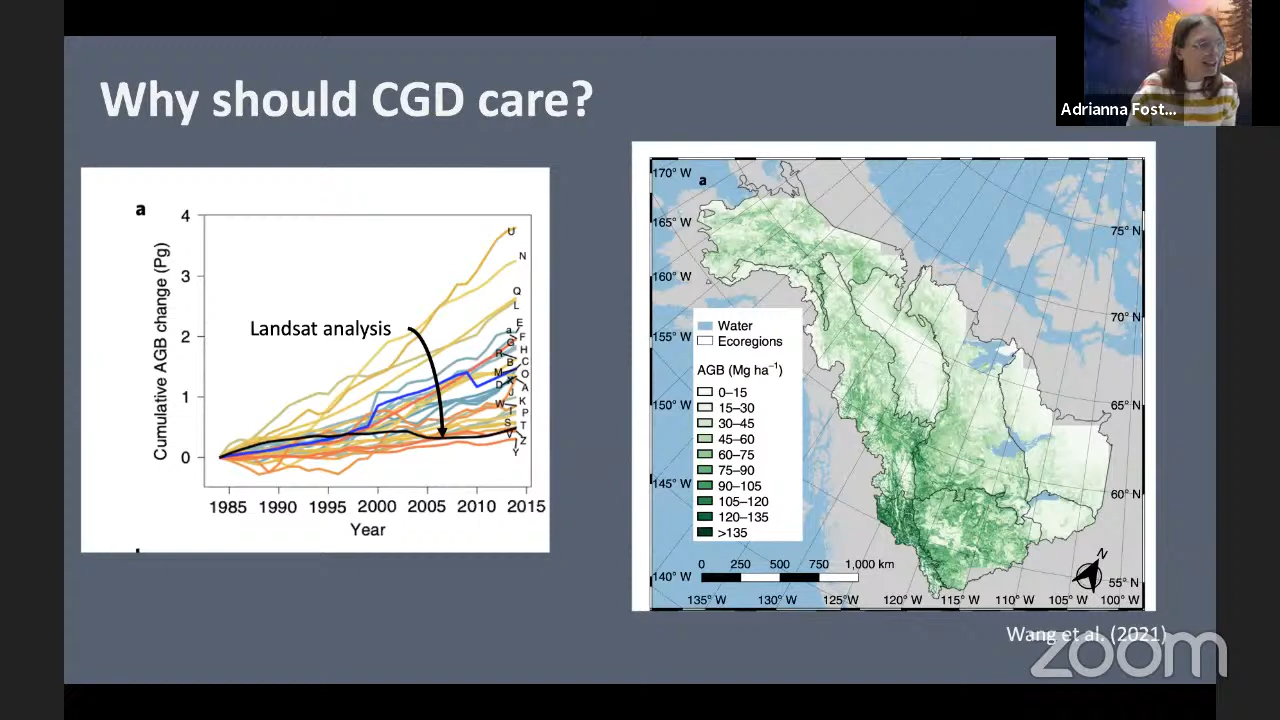 Why should CGD care?
Adrianna Fost...
a
Cumulative AGB change (Pg)
4
3
2
1
0
Landsat analysis
U
N
Q
L
E
a
F
G
H
R
B
C
M
O
X
D
A
J
K
W
I
P
S
T
V
Z
Y
1985 1990 1995 2000 2005 2010 2015
Year
a
170° W
165° W
160° W
155° W
150° W
145° W
140° W
75° N
70° N
65° N
60° N
55° N
Water
Ecoregions
AGB (Mg ha⁻¹)
0–15
15–30
30–45
45–60
60–75
75–90
90–105
105–120
120–135
>135
0 250 500 750 1,000 km
N
135° W 130° W 125° W 120° W 115° W 110° W 105° W 100° W
Wang et al. (2021)
zoom